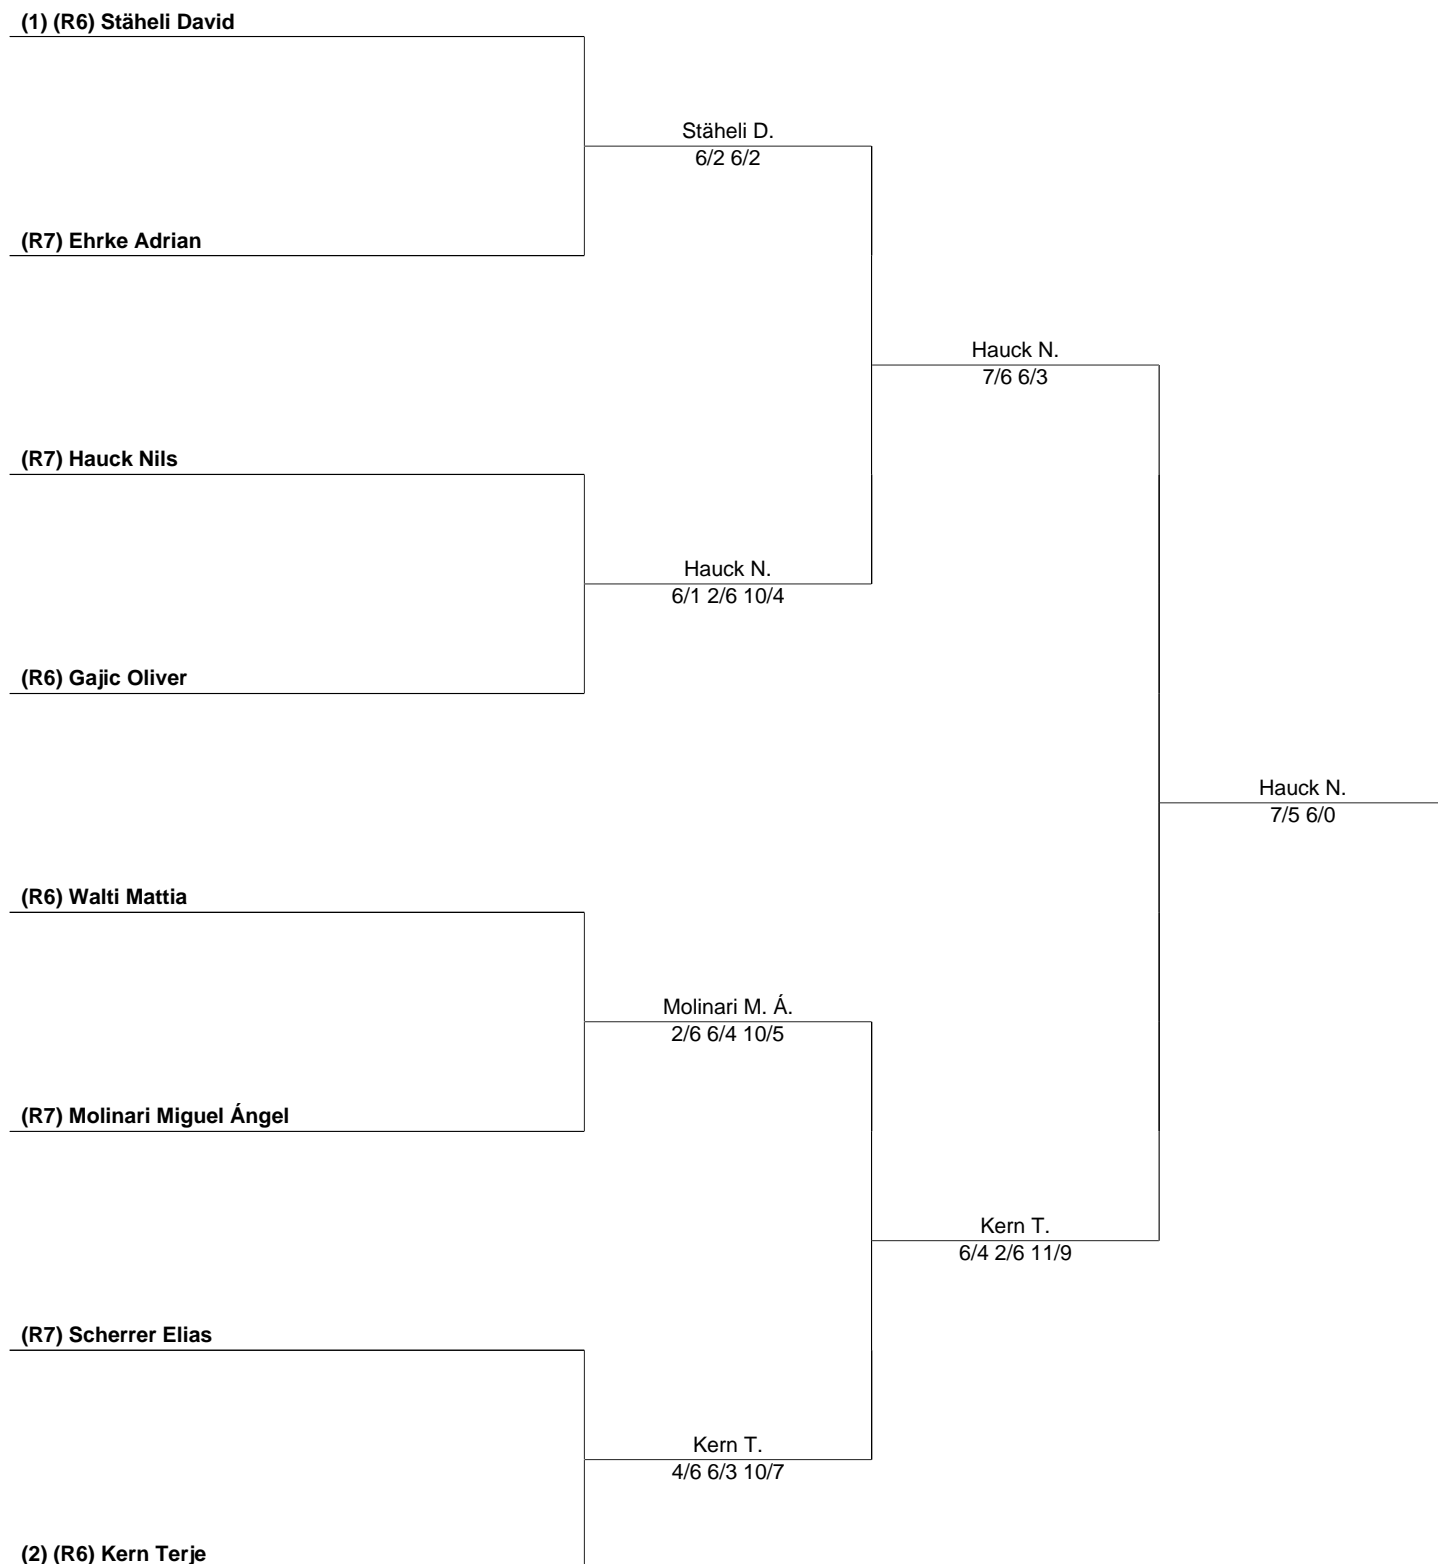 (1) (R6) Stäheli David
Stäheli D.
6/2 6/2
(R7) Ehrke Adrian
Hauck N.
7/6 6/3
(R7) Hauck Nils
Hauck N.
6/1 2/6 10/4
(R6) Gajic Oliver
Hauck N.
7/5 6/0
(R6) Walti Mattia
Molinari M. Á.
2/6 6/4 10/5
(R7) Molinari Miguel Ángel
Kern T.
6/4 2/6 11/9
(R7) Scherrer Elias
Kern T.
4/6 6/3 10/7
(2) (R6) Kern Terje